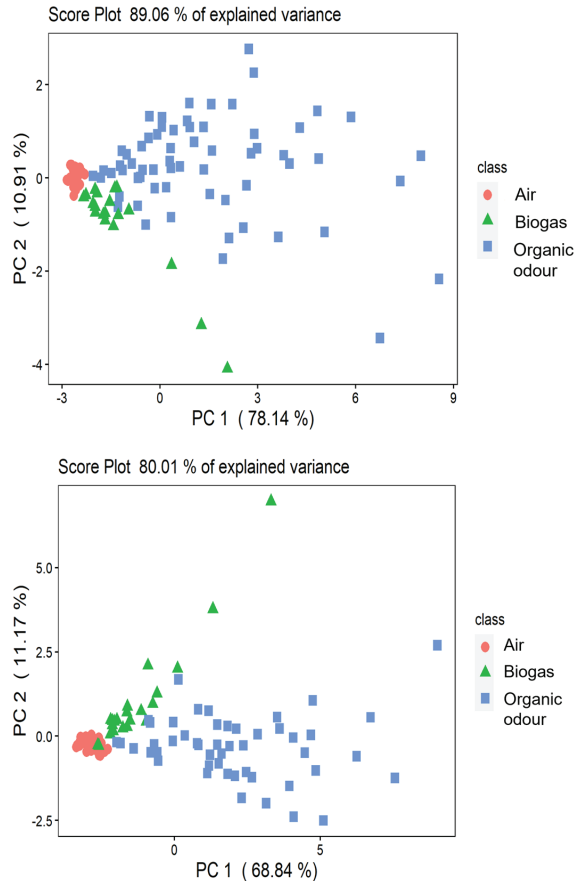 Score Plot 89.06 % of explained variance
2
0
-2
-4
PC 2 ( 10.91 %)
-3 0 3 6 9
PC 1 ( 78.14 %)
class
Air
Biogas
Organic
odour
Score Plot 80.01 % of explained variance
5.0
2.5
0.0
-2.5
PC 2 ( 11.17 %)
0 5
PC 1 ( 68.84 %)
class
Air
Biogas
Organic
odour